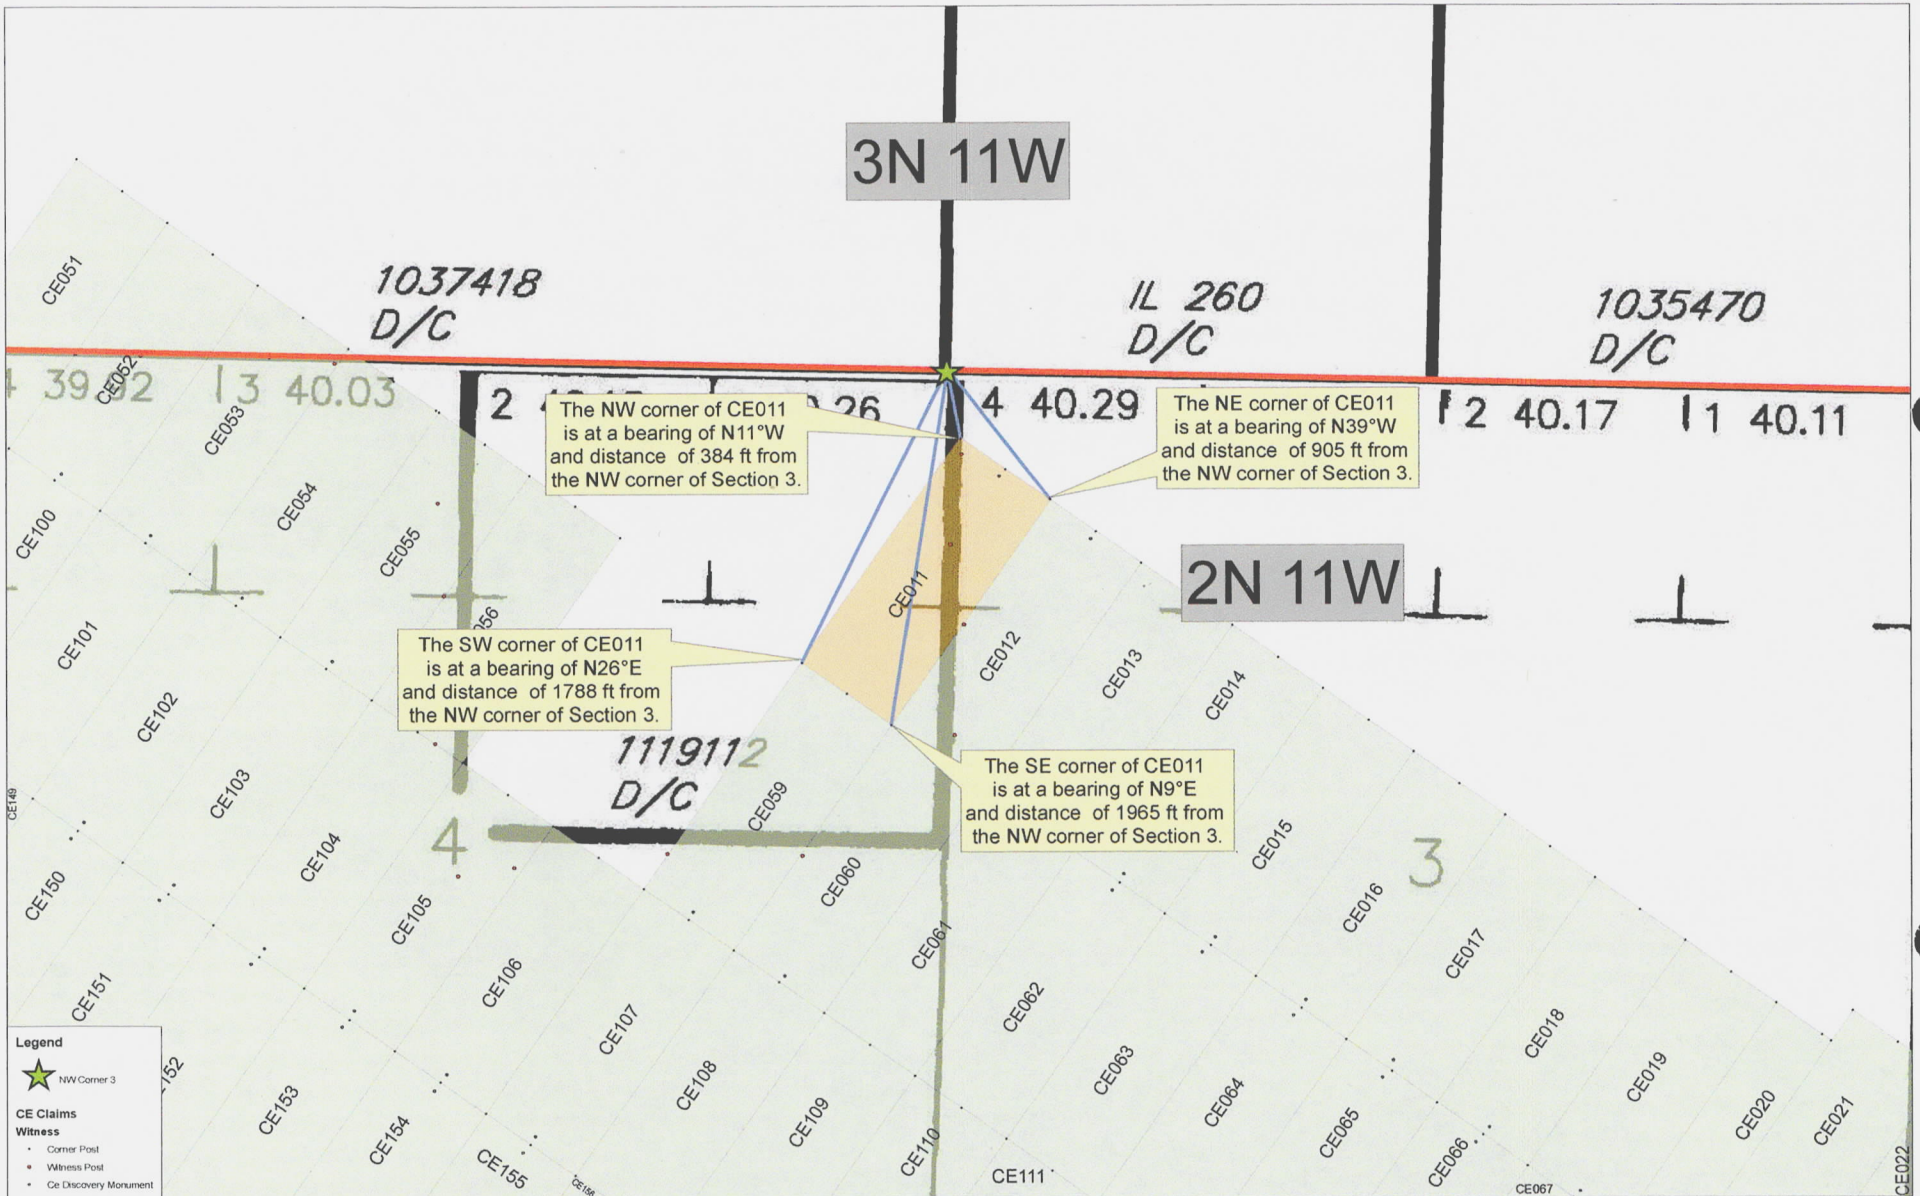 3N 11W
CE051
1037418
D/C
IL 260
D/C
1035470
D/C
39.92
3 40.03
CE052
CE053
2
.26
4 40.29
2 40.17
1 40.11
The NW corner of CE011
is at a bearing of N11°W
and distance of 384 ft from
the NW corner of Section 3.
The NE corner of CE011
is at a bearing of N39°W
and distance of 905 ft from
the NW corner of Section 3.
CE054
CE100
CE055
2N 11W
CE011
056
CE101
CE012
CE013
CE014
The SW corner of CE011
is at a bearing of N26°E
and distance of 1788 ft from
the NW corner of Section 3.
CE102
1119112
D/C
The SE corner of CE011
is at a bearing of N9°E
and distance of 1965 ft from
the NW corner of Section 3.
CE149
CE103
CE059
4
CE104
CE015
3
CE150
CE105
CE060
CE016
CE061
CE017
CE151
CE106
CE062
CE107
CE018
CE152
CE108
CE063
CE019
CE153
CE109
CE064
CE020
CE021
CE154
CE110
CE065
CE066
CE022
CE155
CE156
CE111
CE067
Legend
NW Corner 3
CE Claims
Witness
Corner Post
Witness Post
Ce Discovery Monument